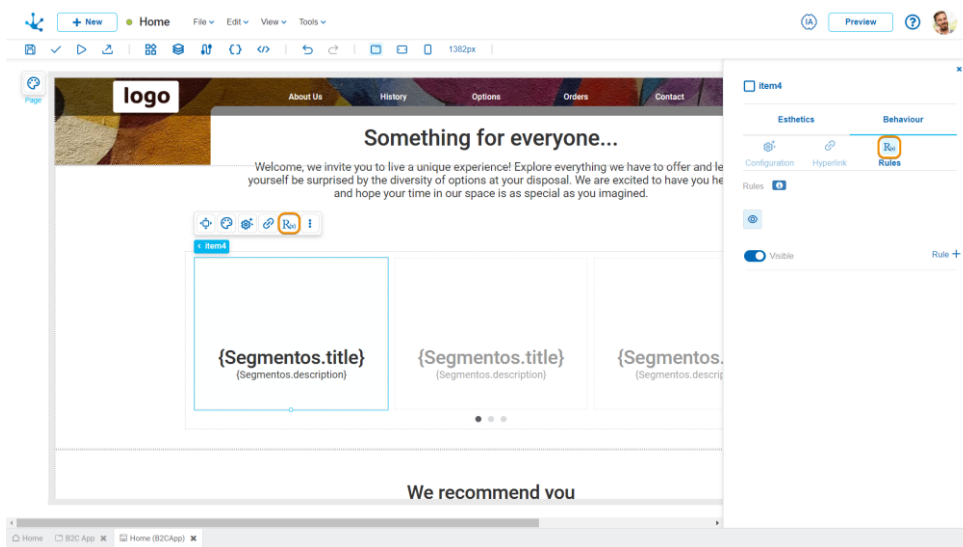 + New
Home
File
Edit
View
Tools
IA
Preview
?
1382px
Page
logo
About Us
History
Options
Orders
Contact
Something for everyone...
Welcome, we invite you to live a unique experience! Explore everything we have to offer and le
yourself be surprised by the diversity of options at your disposal. We are excited to have you he
and hope your time in our space is as special as you imagined.
R(x)
< item4
{Segmentos.title}
{Segmentos.description}
{Segmentos.title}
{Segmentos.description}
{Segmentos.
{Segmentos.descrip
We recommend you
item4
Esthetics
Behaviour
R(x)
Configuration
Hyperlink
Rules
Rules
Visible
Rule +
Home
B2C App
Home (B2CApp)